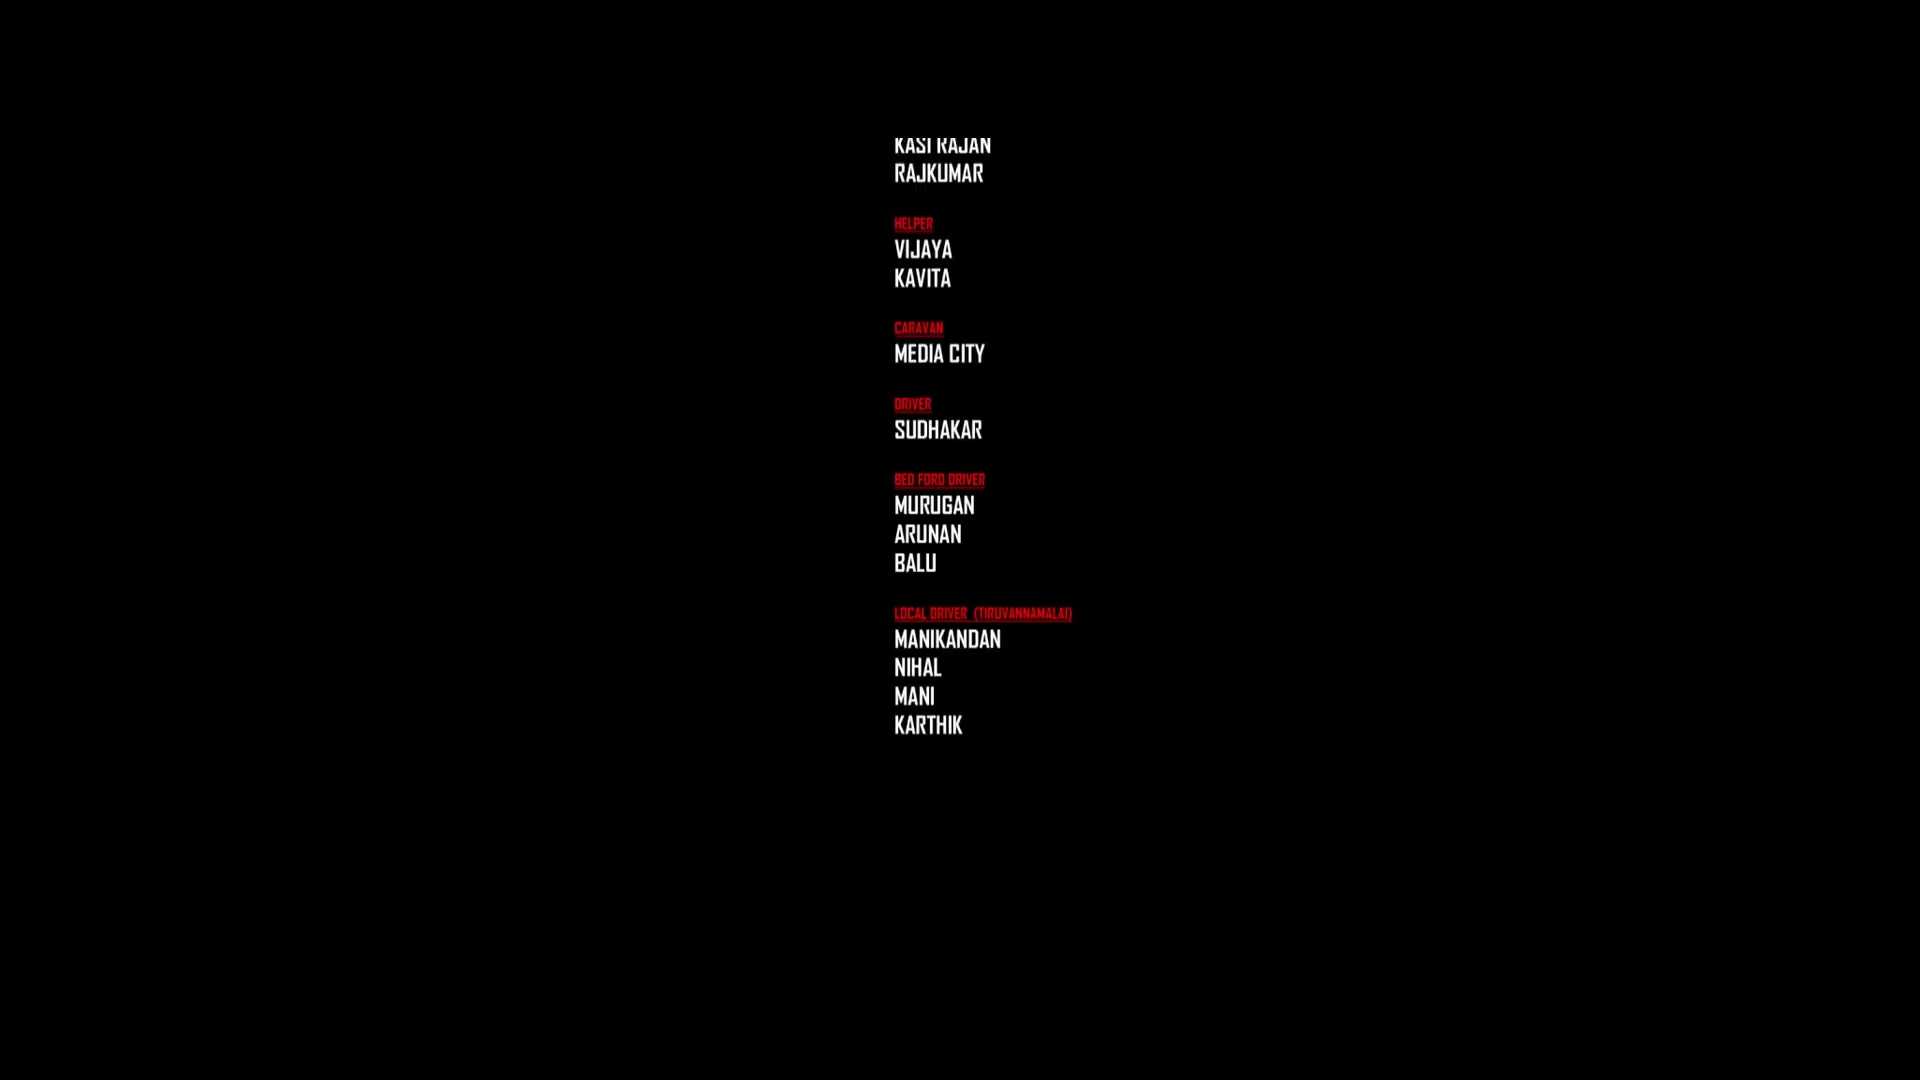 KASI RAJAN
RAJKUMAR
HELPER
VIJAYA
KAVITA
CARAVAN
MEDIA CITY
DRIVER
SUDHAKAR
BED FORD DRIVER
MURUGAN
ARUNAN
BALU
LOCAL DRIVER (TIRUVANNAMALAI)
MANIKANDAN
NIHAL
MANI
KARTHIK